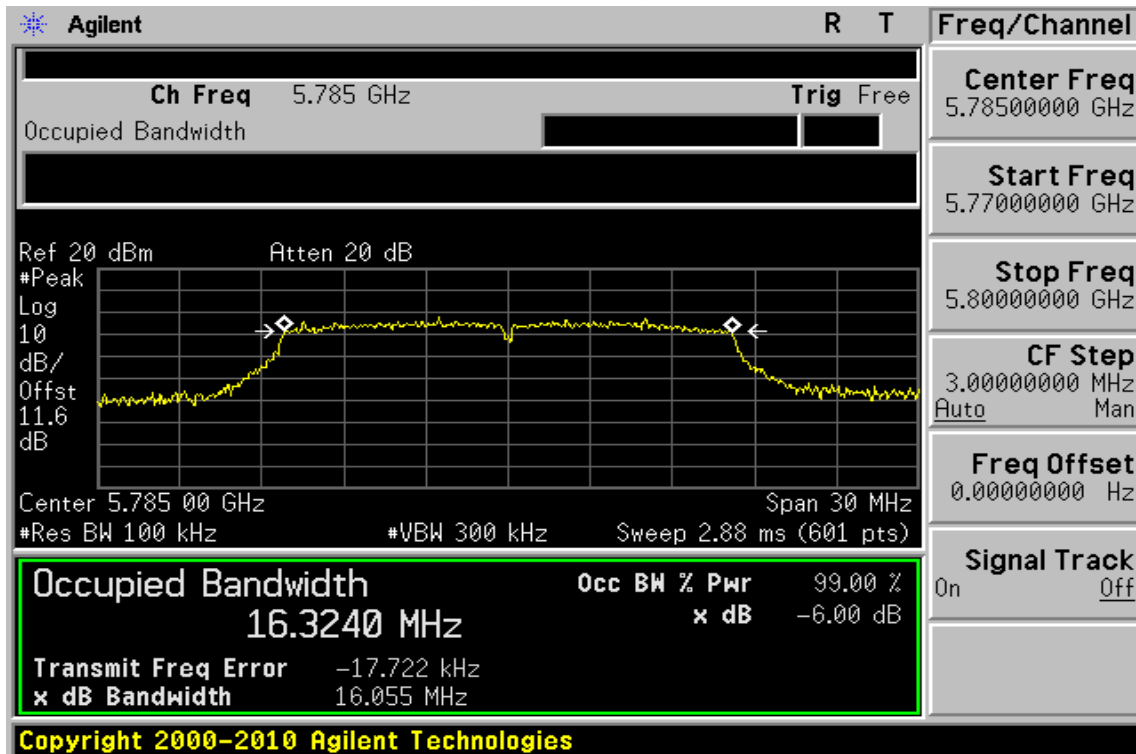 Agilent R T
Ch Freq 5.785 GHz Trig Free
Occupied Bandwidth
Ref 20 dBm Atten 20 dB
#Peak
Log
10
dB/
Offst
11.6
dB
Center 5.785 00 GHz Span 30 MHz
#Res BW 100 kHz #VBW 300 kHz Sweep 2.88 ms (601 pts)
Occupied Bandwidth
16.3240 MHz
Occ BW % Pwr 99.00 %
x dB -6.00 dB
Transmit Freq Error -17.722 kHz
x dB Bandwidth 16.055 MHz
Copyright 2000-2010 Agilent Technologies
Freq/Channel
Center Freq
5.78500000 GHz
Start Freq
5.77000000 GHz
Stop Freq
5.80000000 GHz
CF Step
3.00000000 MHz
Auto Man
Freq Offset
0.00000000 Hz
Signal Track
On Off